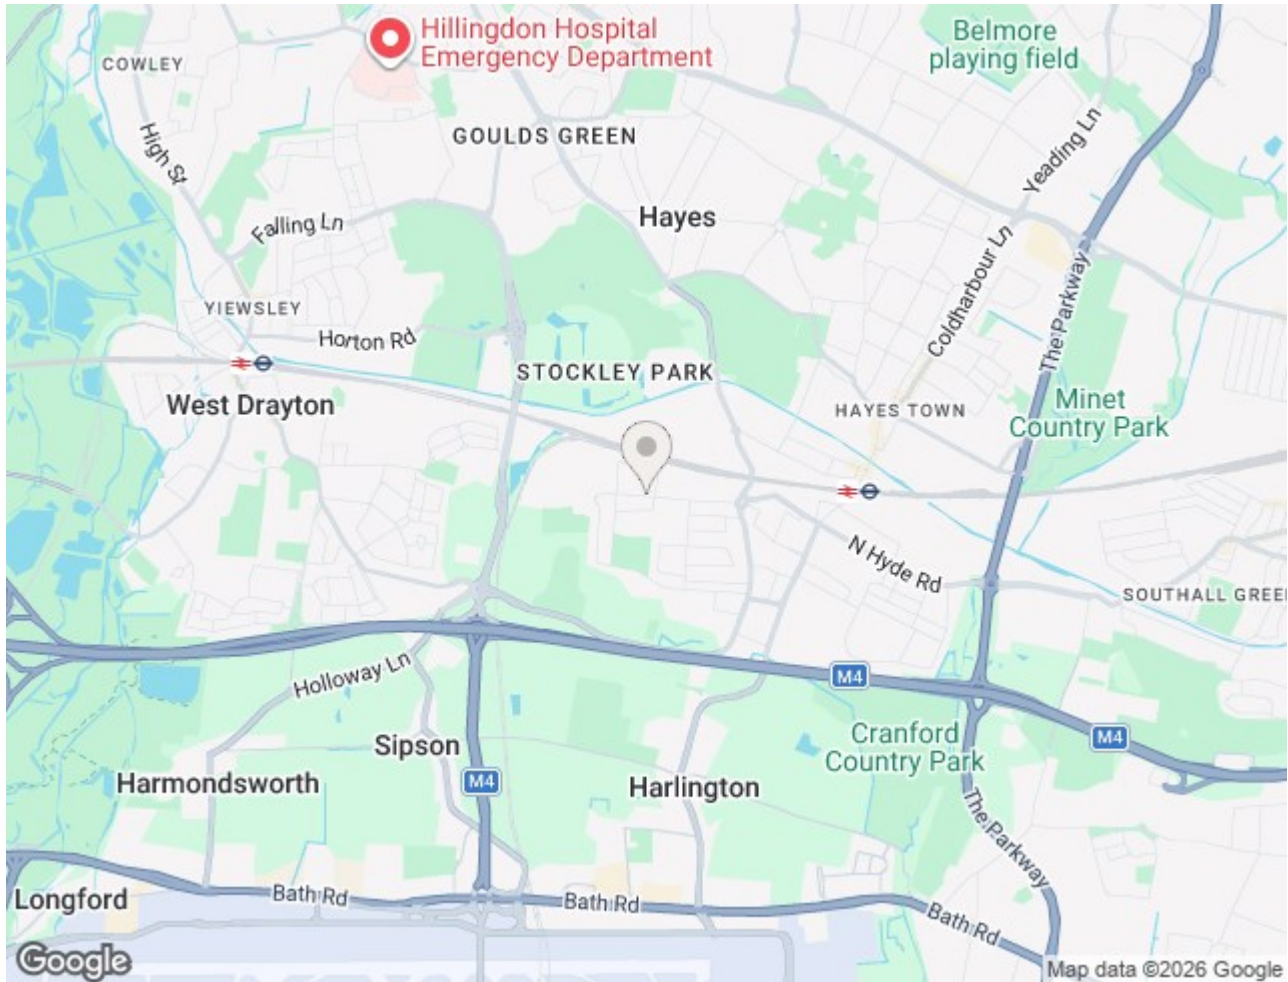 Hillingdon Hospital
Emergency Department
Belmore
playing field
COWLEY
GOULDS GREEN
High St
Yeading Ln
Hayes
Falling Ln
Coldharbour Ln
The Parkway
YIEWSLEY
Horton Rd
STOCKLEY PARK
West Drayton
HAYES TOWN
Minet
Country Park
N Hyde Rd
SOUTHALL GREE
Holloway Ln
M4
Sipson
Cranford
Country Park
M4
Harmondsworth
M4
Harlington
The Parkway
Longford
Bath Rd
Bath Rd
Bath Rd
Google
Map data ©2026 Google